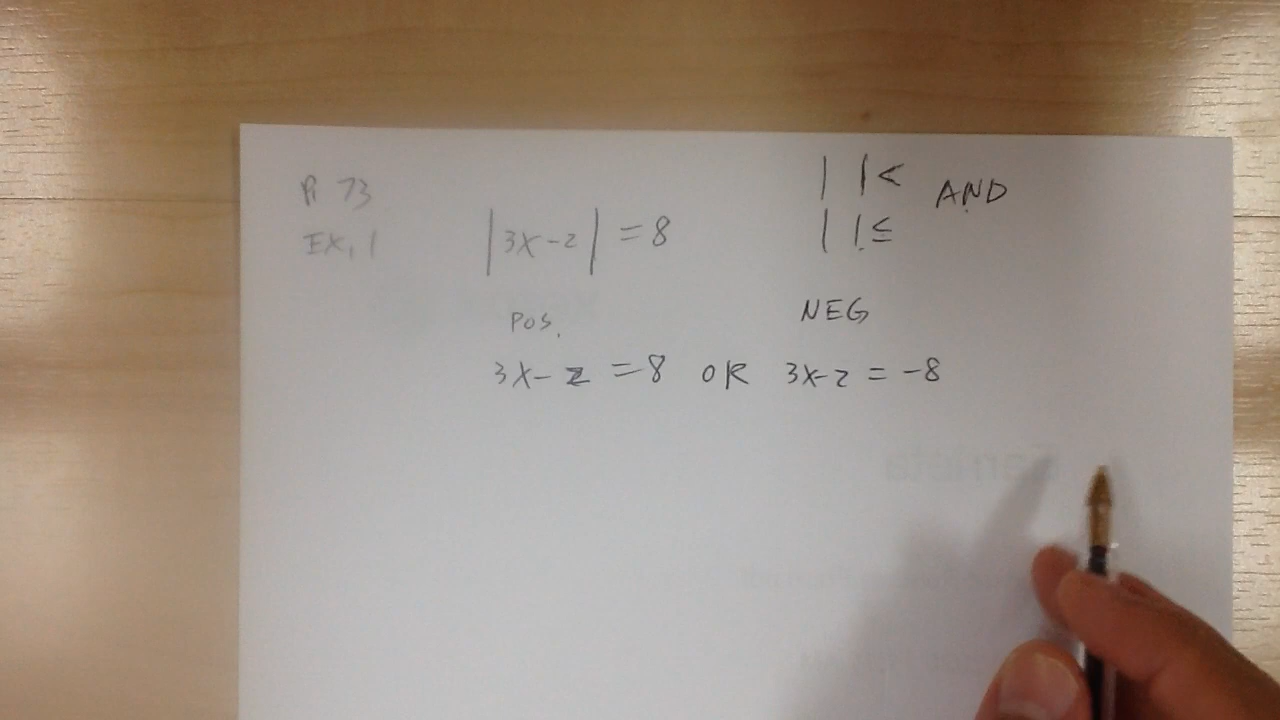 P. 73
EX. 1
|3X-2| = 8
| | < AND
| | ≤
POS. NEG
3X-2 = 8 OR 3X-2 = -8